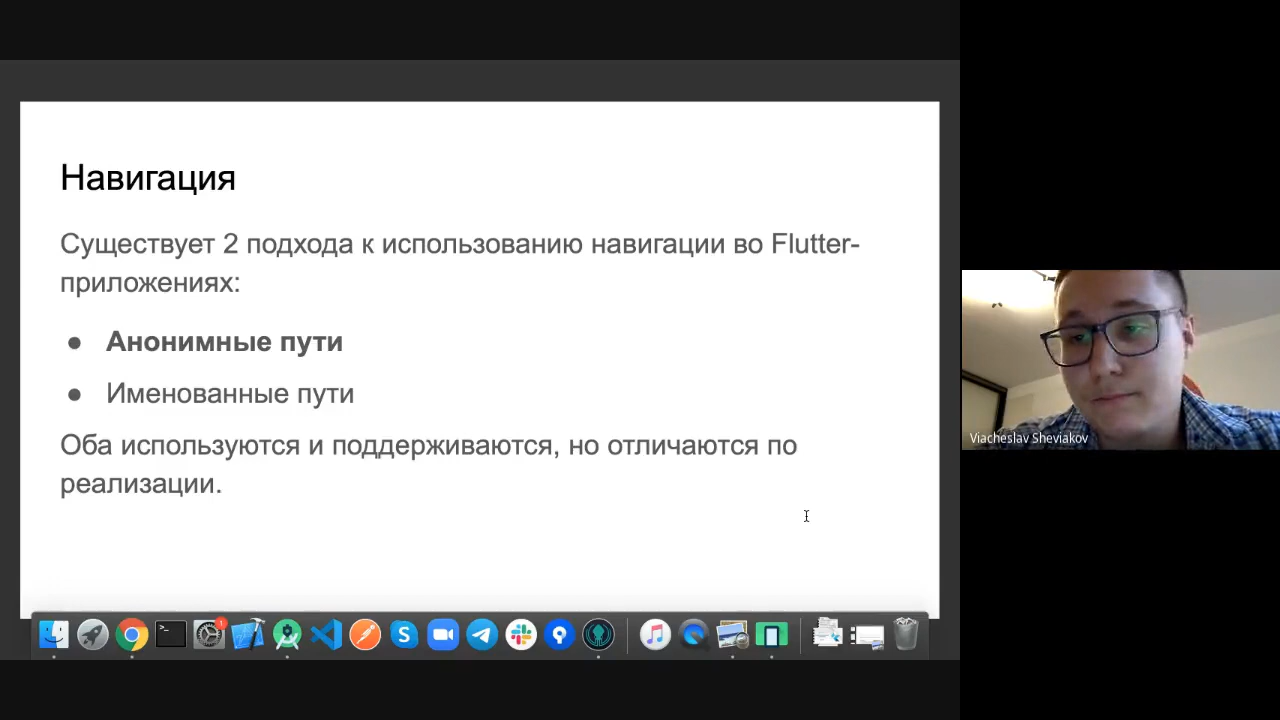 Навигация
Существует 2 подхода к использованию навигации во Flutter-
приложениях:
● Анонимные пути
● Именованные пути
Оба используются и поддерживаются, но отличаются по
реализации.
Viacheslav Sheviakov